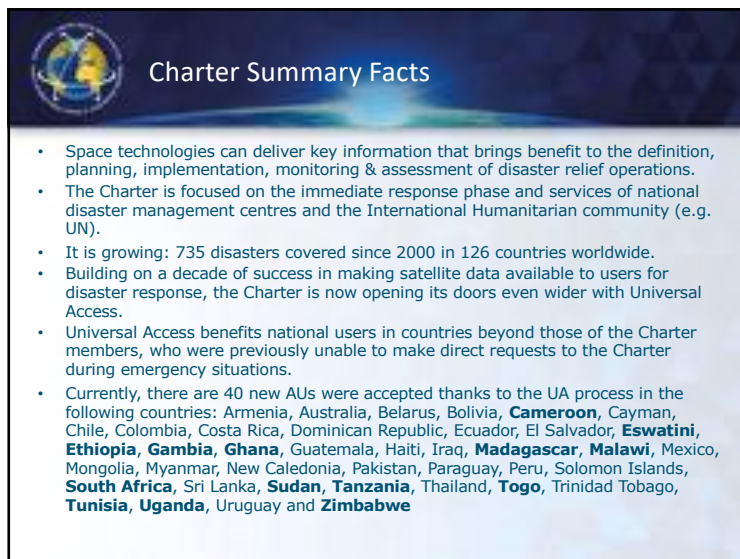 Charter Summary Facts
• Space technologies can deliver key information that brings benefit to the definition,
planning, implementation, monitoring & assessment of disaster relief operations.
• The Charter is focused on the immediate response phase and services of national
disaster management centres and the International Humanitarian community (e.g.
UN).
• It is growing: 735 disasters covered since 2000 in 126 countries worldwide.
• Building on a decade of success in making satellite data available to users for
disaster response, the Charter is now opening its doors even wider with Universal
Access.
• Universal Access benefits national users in countries beyond those of the Charter
members, who were previously unable to make direct requests to the Charter
during emergency situations.
• Currently, there are 40 new AUs were accepted thanks to the UA process in the
following countries: Armenia, Australia, Belarus, Bolivia, Cameroon, Cayman,
Chile, Colombia, Costa Rica, Dominican Republic, Ecuador, El Salvador, Eswatini,
Ethiopia, Gambia, Ghana, Guatemala, Haiti, Iraq, Madagascar, Malawi, Mexico,
Mongolia, Myanmar, New Caledonia, Pakistan, Paraguay, Peru, Solomon Islands,
South Africa, Sri Lanka, Sudan, Tanzania, Thailand, Togo, Trinidad Tobago,
Tunisia, Uganda, Uruguay and Zimbabwe